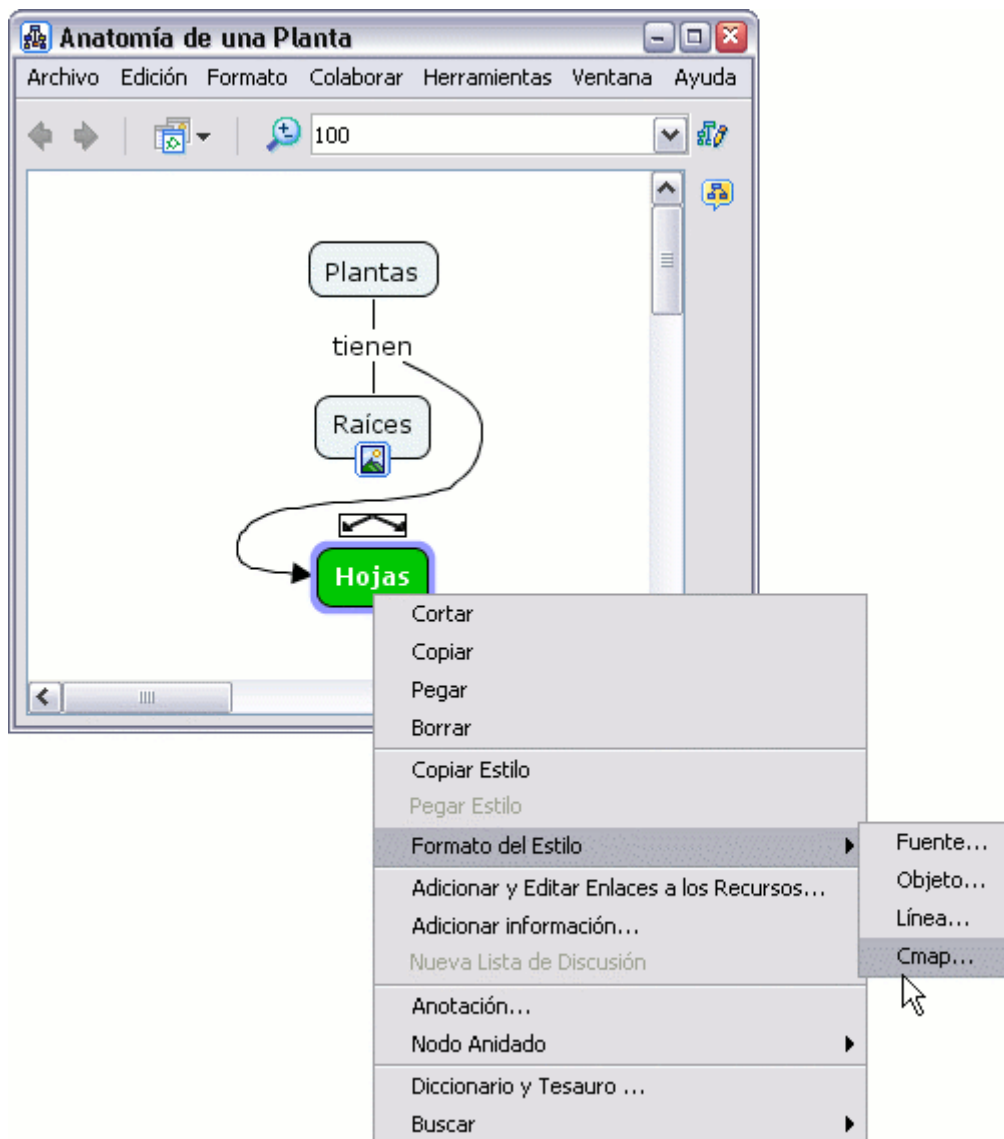 Anatomía de una Planta
Archivo Edición Formato Colaborar Herramientas Ventana Ayuda
100
Plantas
tienen
Raíces
Hojas
Cortar
Copiar
Pegar
Borrar
Copiar Estilo
Pegar Estilo
Formato del Estilo
Fuente...
Objeto...
Línea...
Cmap...
Adicionar y Editar Enlaces a los Recursos...
Adicionar información...
Nueva Lista de Discusión
Anotación...
Nodo Anidado
Diccionario y Tesauro ...
Buscar